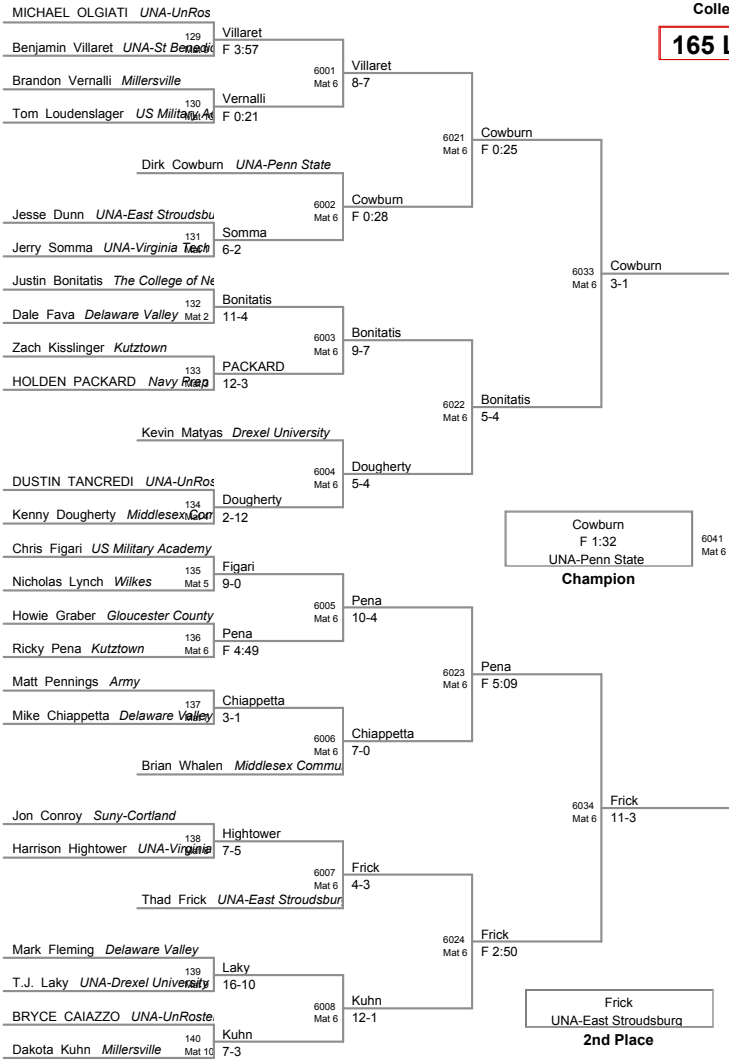 Colle
165 L
MICHAEL OLGIATI UNA-UnRos
129
Villaret
Benjamin Villaret UNA-St Benedic
F 3:57
6001
Mat 6
Villaret
8-7
Brandon Vernalli Millersville
130
Vernalli
Tom Loudenslager US Military
F 0:21
6021
Mat 6
Cowburn
F 0:25
Dirk Cowburn UNA-Penn State
6002
Mat 6
Cowburn
F 0:28
Jesse Dunn UNA-East Stroudsbu
131
Somma
Jerry Somma UNA-Virginia Tech
6-2
6033
Mat 6
Cowburn
3-1
Justin Bonitatis The College of Ne
132
Mat 2
Bonitatis
Dale Fava Delaware Valley
11-4
6003
Mat 6
Bonitatis
9-7
Zach Kisslinger Kutztown
133
PACKARD
HOLDEN PACKARD Navy Prep
12-3
6022
Mat 6
Bonitatis
5-4
Kevin Matyas Drexel University
6004
Mat 6
Dougherty
5-4
DUSTIN TANCREDI UNA-UnRos
134
Dougherty
Kenny Dougherty Middlesex Com
2-12
Cowburn
F 1:32
UNA-Penn State
Champion
6041
Mat 6
Chris Figari US Military Academy
135
Mat 5
Figari
Nicholas Lynch Wilkes
9-0
6005
Mat 6
Pena
10-4
Howie Graber Gloucester County
136
Mat 6
Pena
Ricky Pena Kutztown
F 4:49
6023
Mat 6
Pena
F 5:09
Matt Pennings Army
137
Chiappetta
Mike Chiappetta Delaware Valley
3-1
6006
Mat 6
Chiappetta
7-0
Brian Whalen Middlesex Commu
6034
Mat 6
Frick
11-3
Jon Conroy Suny-Cortland
138
Hightower
Harrison Hightower UNA-Virginia
7-5
6007
Mat 6
Frick
4-3
Thad Frick UNA-East Stroudsbur
6024
Mat 6
Frick
F 2:50
Mark Fleming Delaware Valley
139
Laky
T.J. Laky UNA-Drexel University
16-10
6008
Mat 6
Kuhn
12-1
BRYCE CAIAZZO UNA-UnRoste
140
Mat 10
Kuhn
Dakota Kuhn Millersville
7-3
Frick
UNA-East Stroudsburg
2nd Place